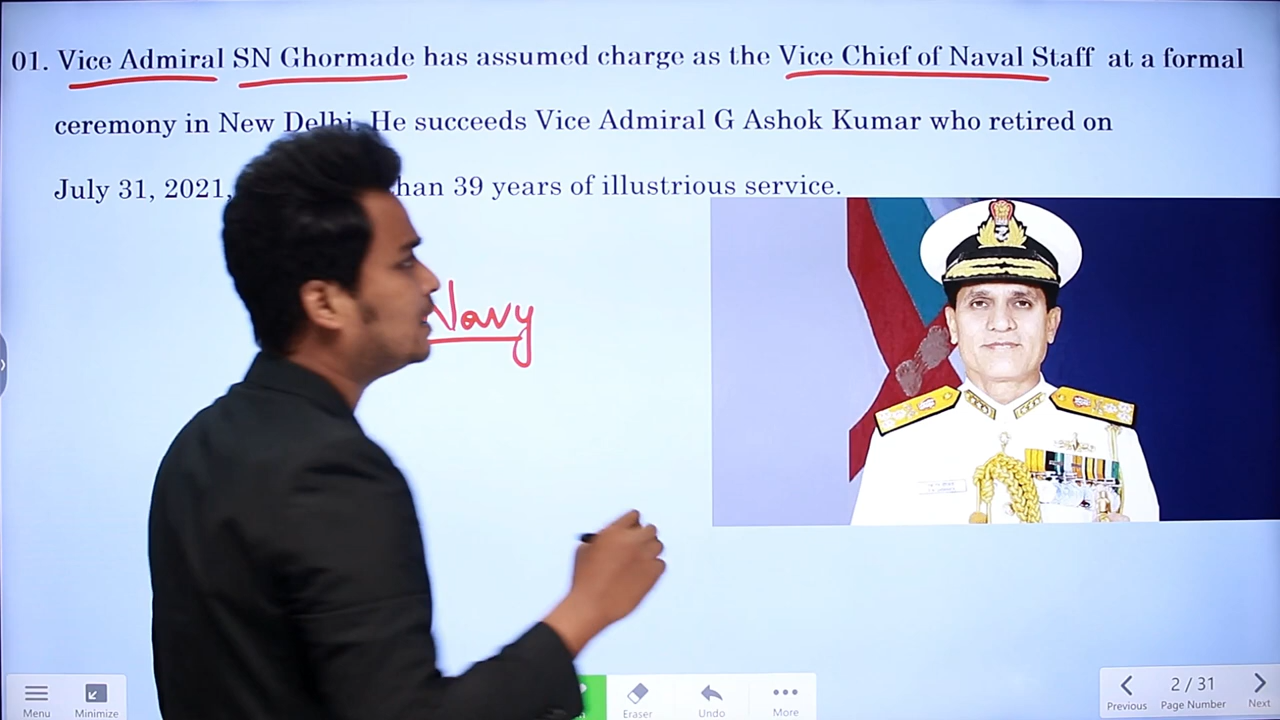 01. Vice Admiral SN Ghormade has assumed charge as the Vice Chief of Naval Staff at a formal
ceremony in New Delhi. He succeeds Vice Admiral G Ashok Kumar who retired on
July 31, 2021, han 39 years of illustrious service.
Navy
Menu
Minimize
Eraser
Undo
More
Previous
2 / 31
Page Number
Next